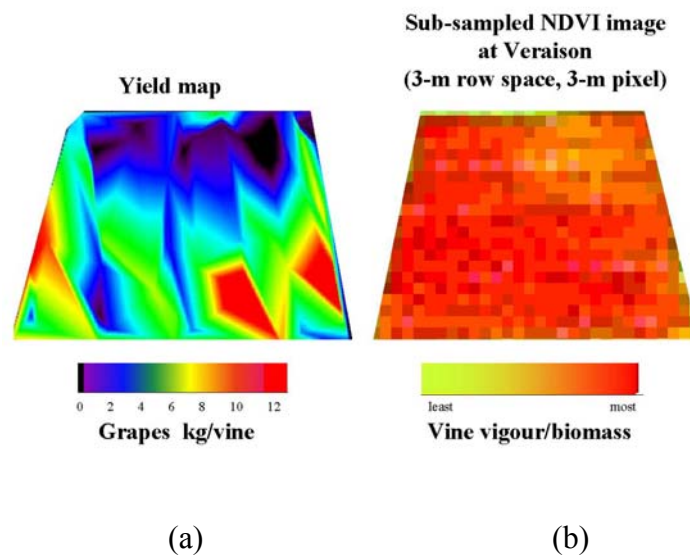 Yield map
Sub-sampled NDVI image
at Veraison
(3-m row space, 3-m pixel)
0 2 4 6 8 10 12
Grapes kg/vine
least most
Vine vigour/biomass
(a) (b)